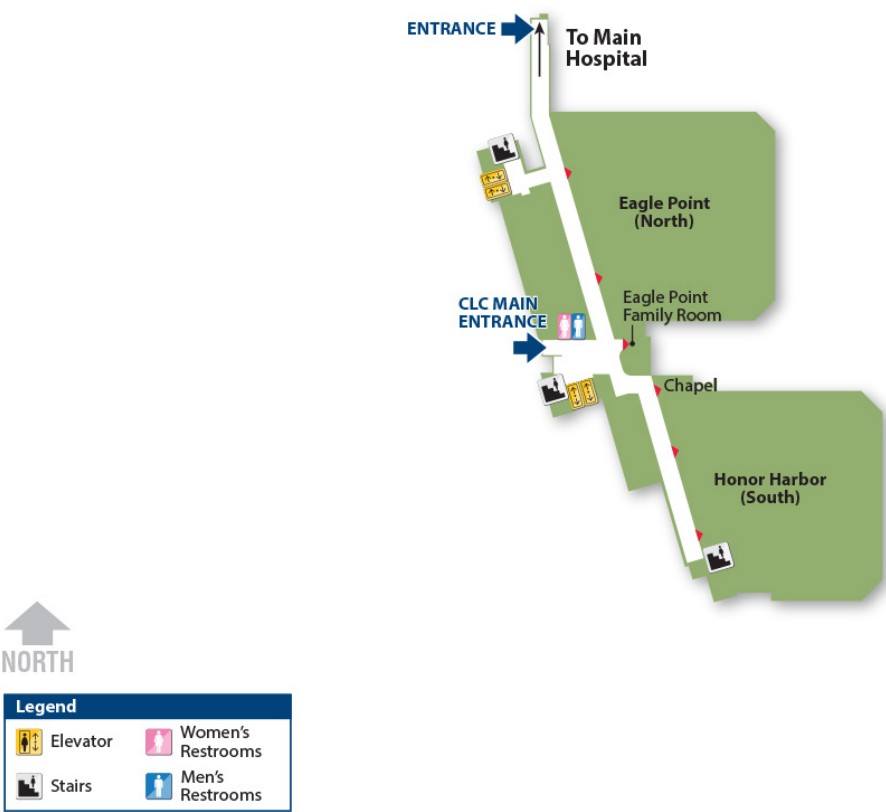 ENTRANCE
To Main
Hospital
Eagle Point
(North)
CLC MAIN
ENTRANCE
Eagle Point
Family Room
Chapel
Honor Harbor
(South)
NORTH
Legend
Elevator
Women's
Restrooms
Stairs
Men's
Restrooms